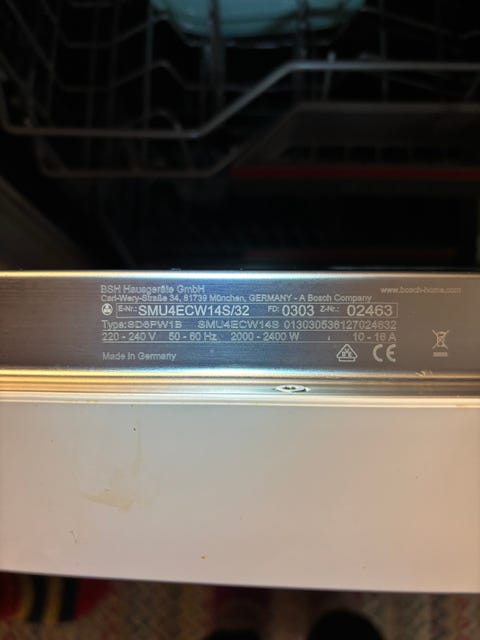 BSH Hausgeräte GmbH
www.bosch-home.com
Carl-Wery-Straße 34, 81739 München, GERMANY - A Bosch Company
E-Nr.: SMU4ECW14S/32 FD: 0303 Z-Nr.: 02463
Type: SD6PW1B SMU4ECW14S 013030536127024632
220 - 240 V 50 - 60 Hz 2000 - 2400 W 10 - 16 A CE
Made in Germany